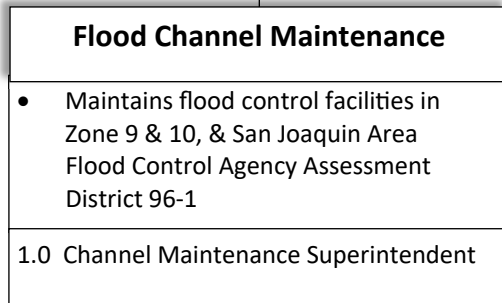 Flood Channel Maintenance
• Maintains flood control facilities in
Zone 9 & 10, & San Joaquin Area
Flood Control Agency Assessment
District 96-1
1.0 Channel Maintenance Superintendent